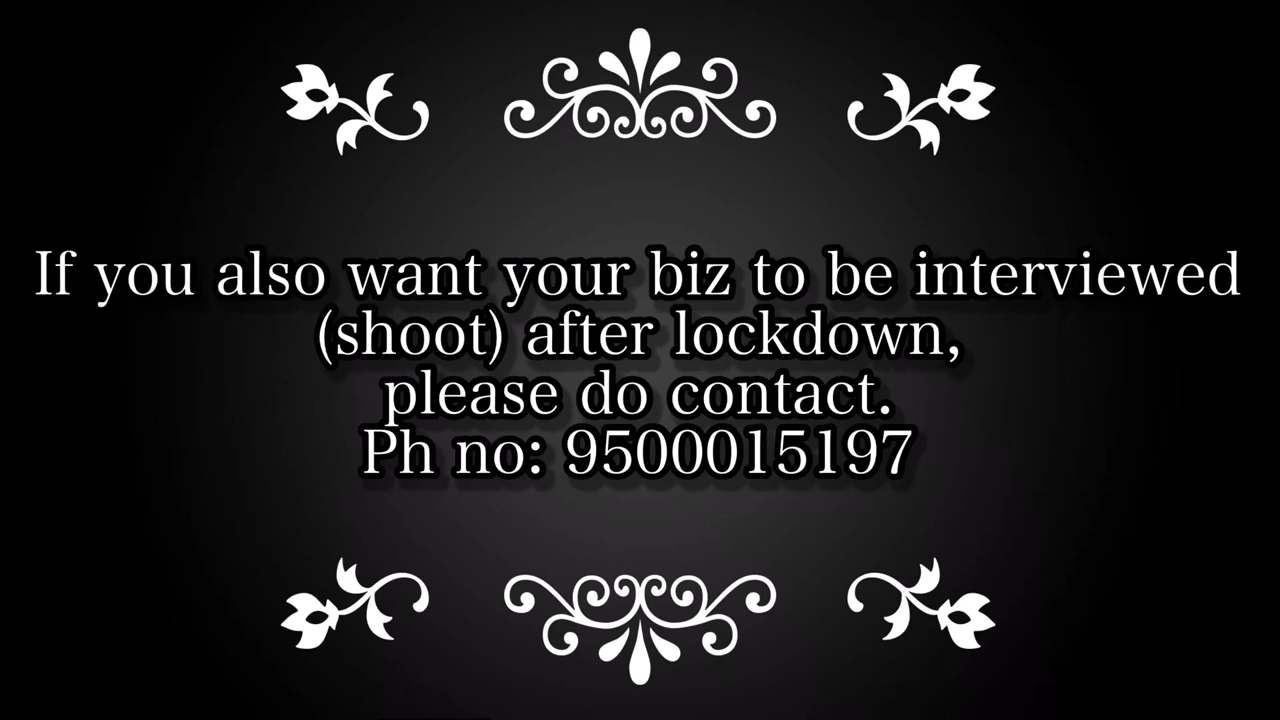 If you also want your biz to be interviewed
(shoot) after lockdown,
please do contact.
Ph no: 9500015197